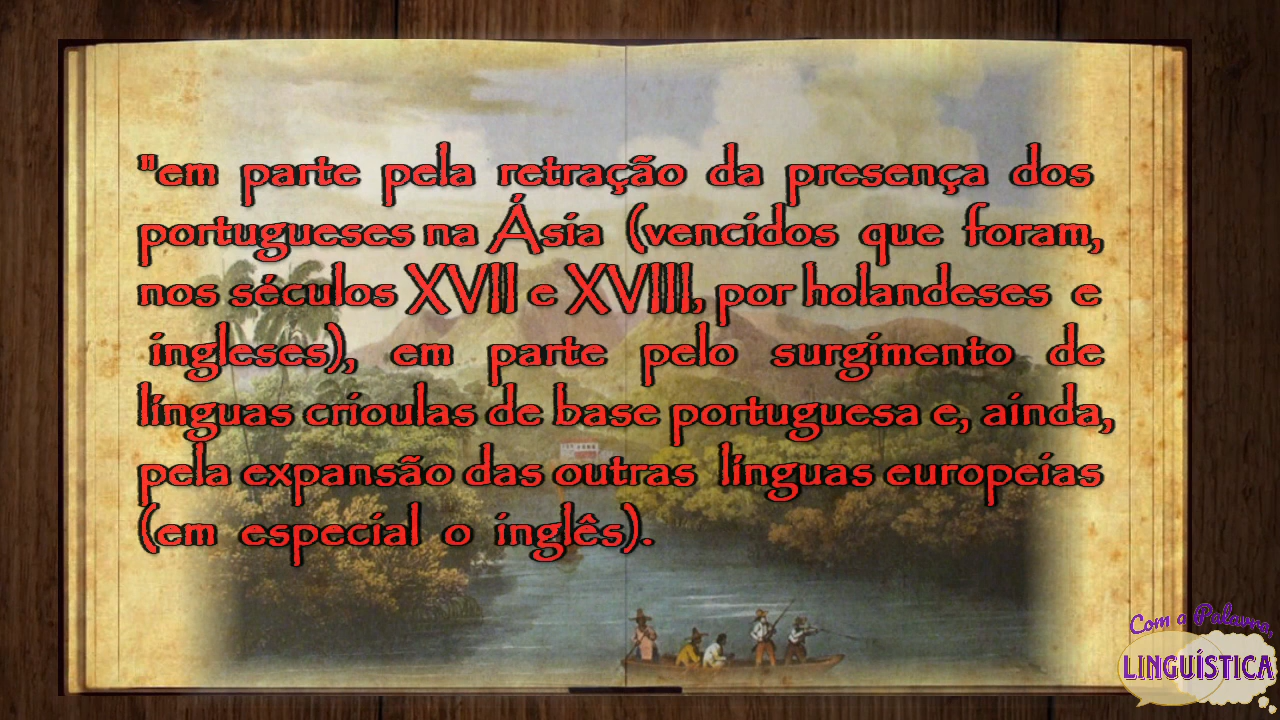 "em parte pela retração da presença dos
portugueses na Ásia (vencidos que foram,
nos séculos XVII e XVIII, por holandeses e
ingleses), em parte pelo surgimento de
línguas crioulas de base portuguesa e, ainda,
pela expansão das outras línguas europeias
(em especial o inglês).
Com a Palavra,
LINGUÍSTICA